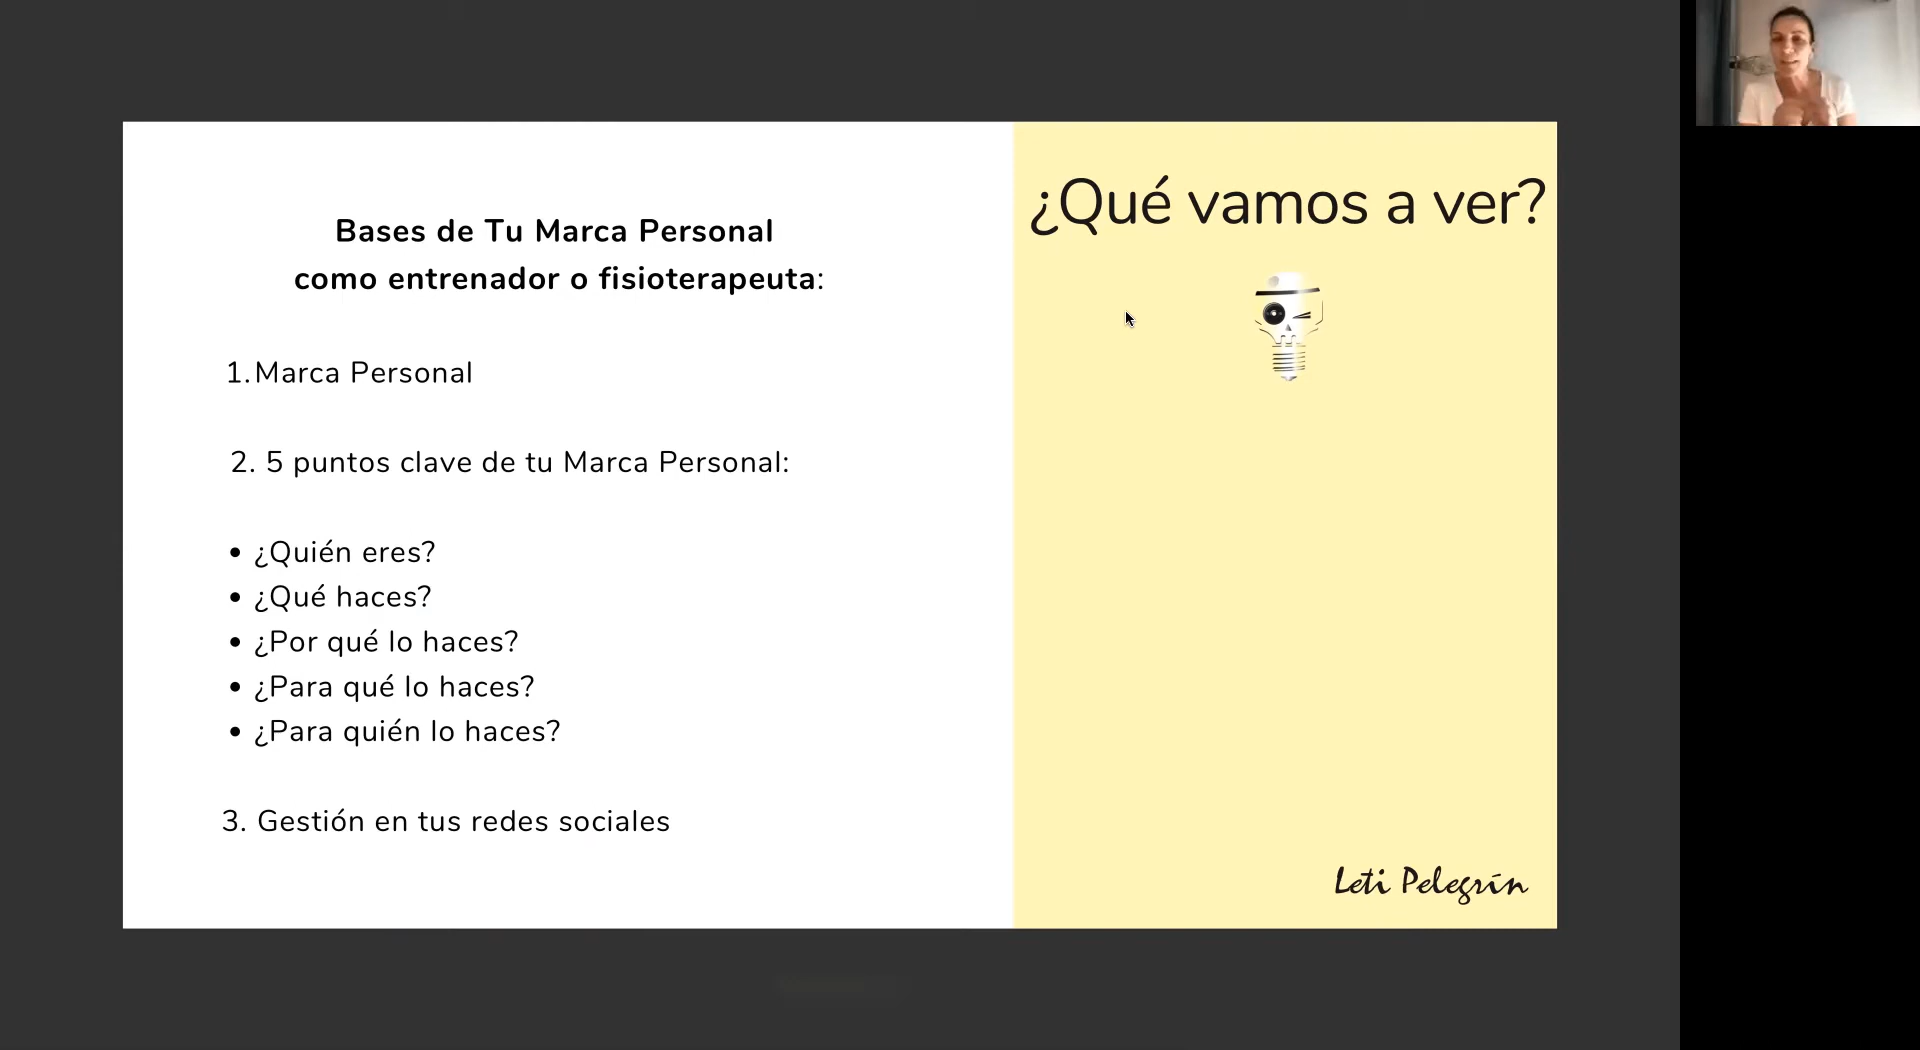 Bases de Tu Marca Personal
como entrenador o fisioterapeuta:
1.Marca Personal
2. 5 puntos clave de tu Marca Personal:
• ¿Quién eres?
• ¿Qué haces?
• ¿Por qué lo haces?
• ¿Para qué lo haces?
• ¿Para quién lo haces?
3. Gestión en tus redes sociales
¿Qué vamos a ver?
Leti Pelegrín